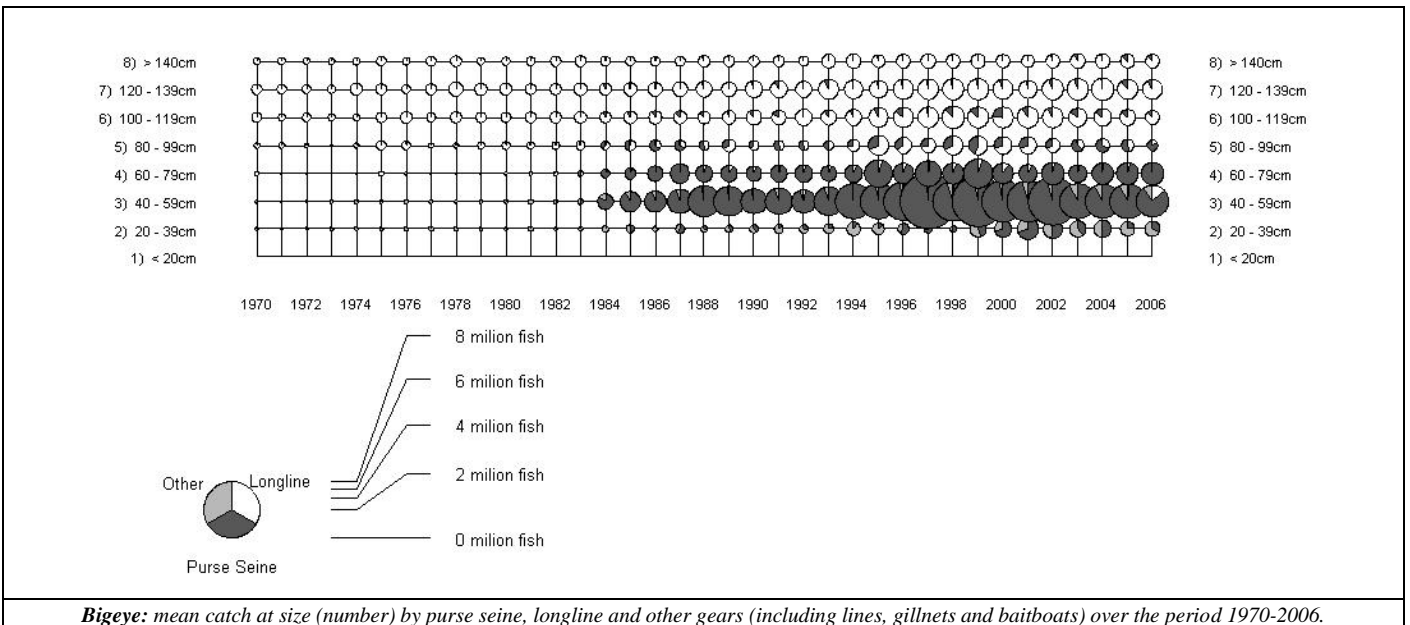 8) > 140cm 8) > 140cm
7) 120 - 139cm 7) 120 - 139cm
6) 100 - 119cm 6) 100 - 119cm
5) 80 - 99cm 5) 80 - 99cm
4) 60 - 79cm 4) 60 - 79cm
3) 40 - 59cm 3) 40 - 59cm
2) 20 - 39cm 2) 20 - 39cm
1) < 20cm 1) < 20cm
1970 1972 1974 1976 1978 1980 1982 1984 1986 1988 1990 1992 1994 1996 1998 2000 2002 2004 2006
8 milion fish
6 milion fish
4 milion fish
2 milion fish
0 milion fish
Other Longline
Purse Seine
Bigeye: mean catch at size (number) by purse seine, longline and other gears (including lines, gillnets and baitboats) over the period 1970-2006.